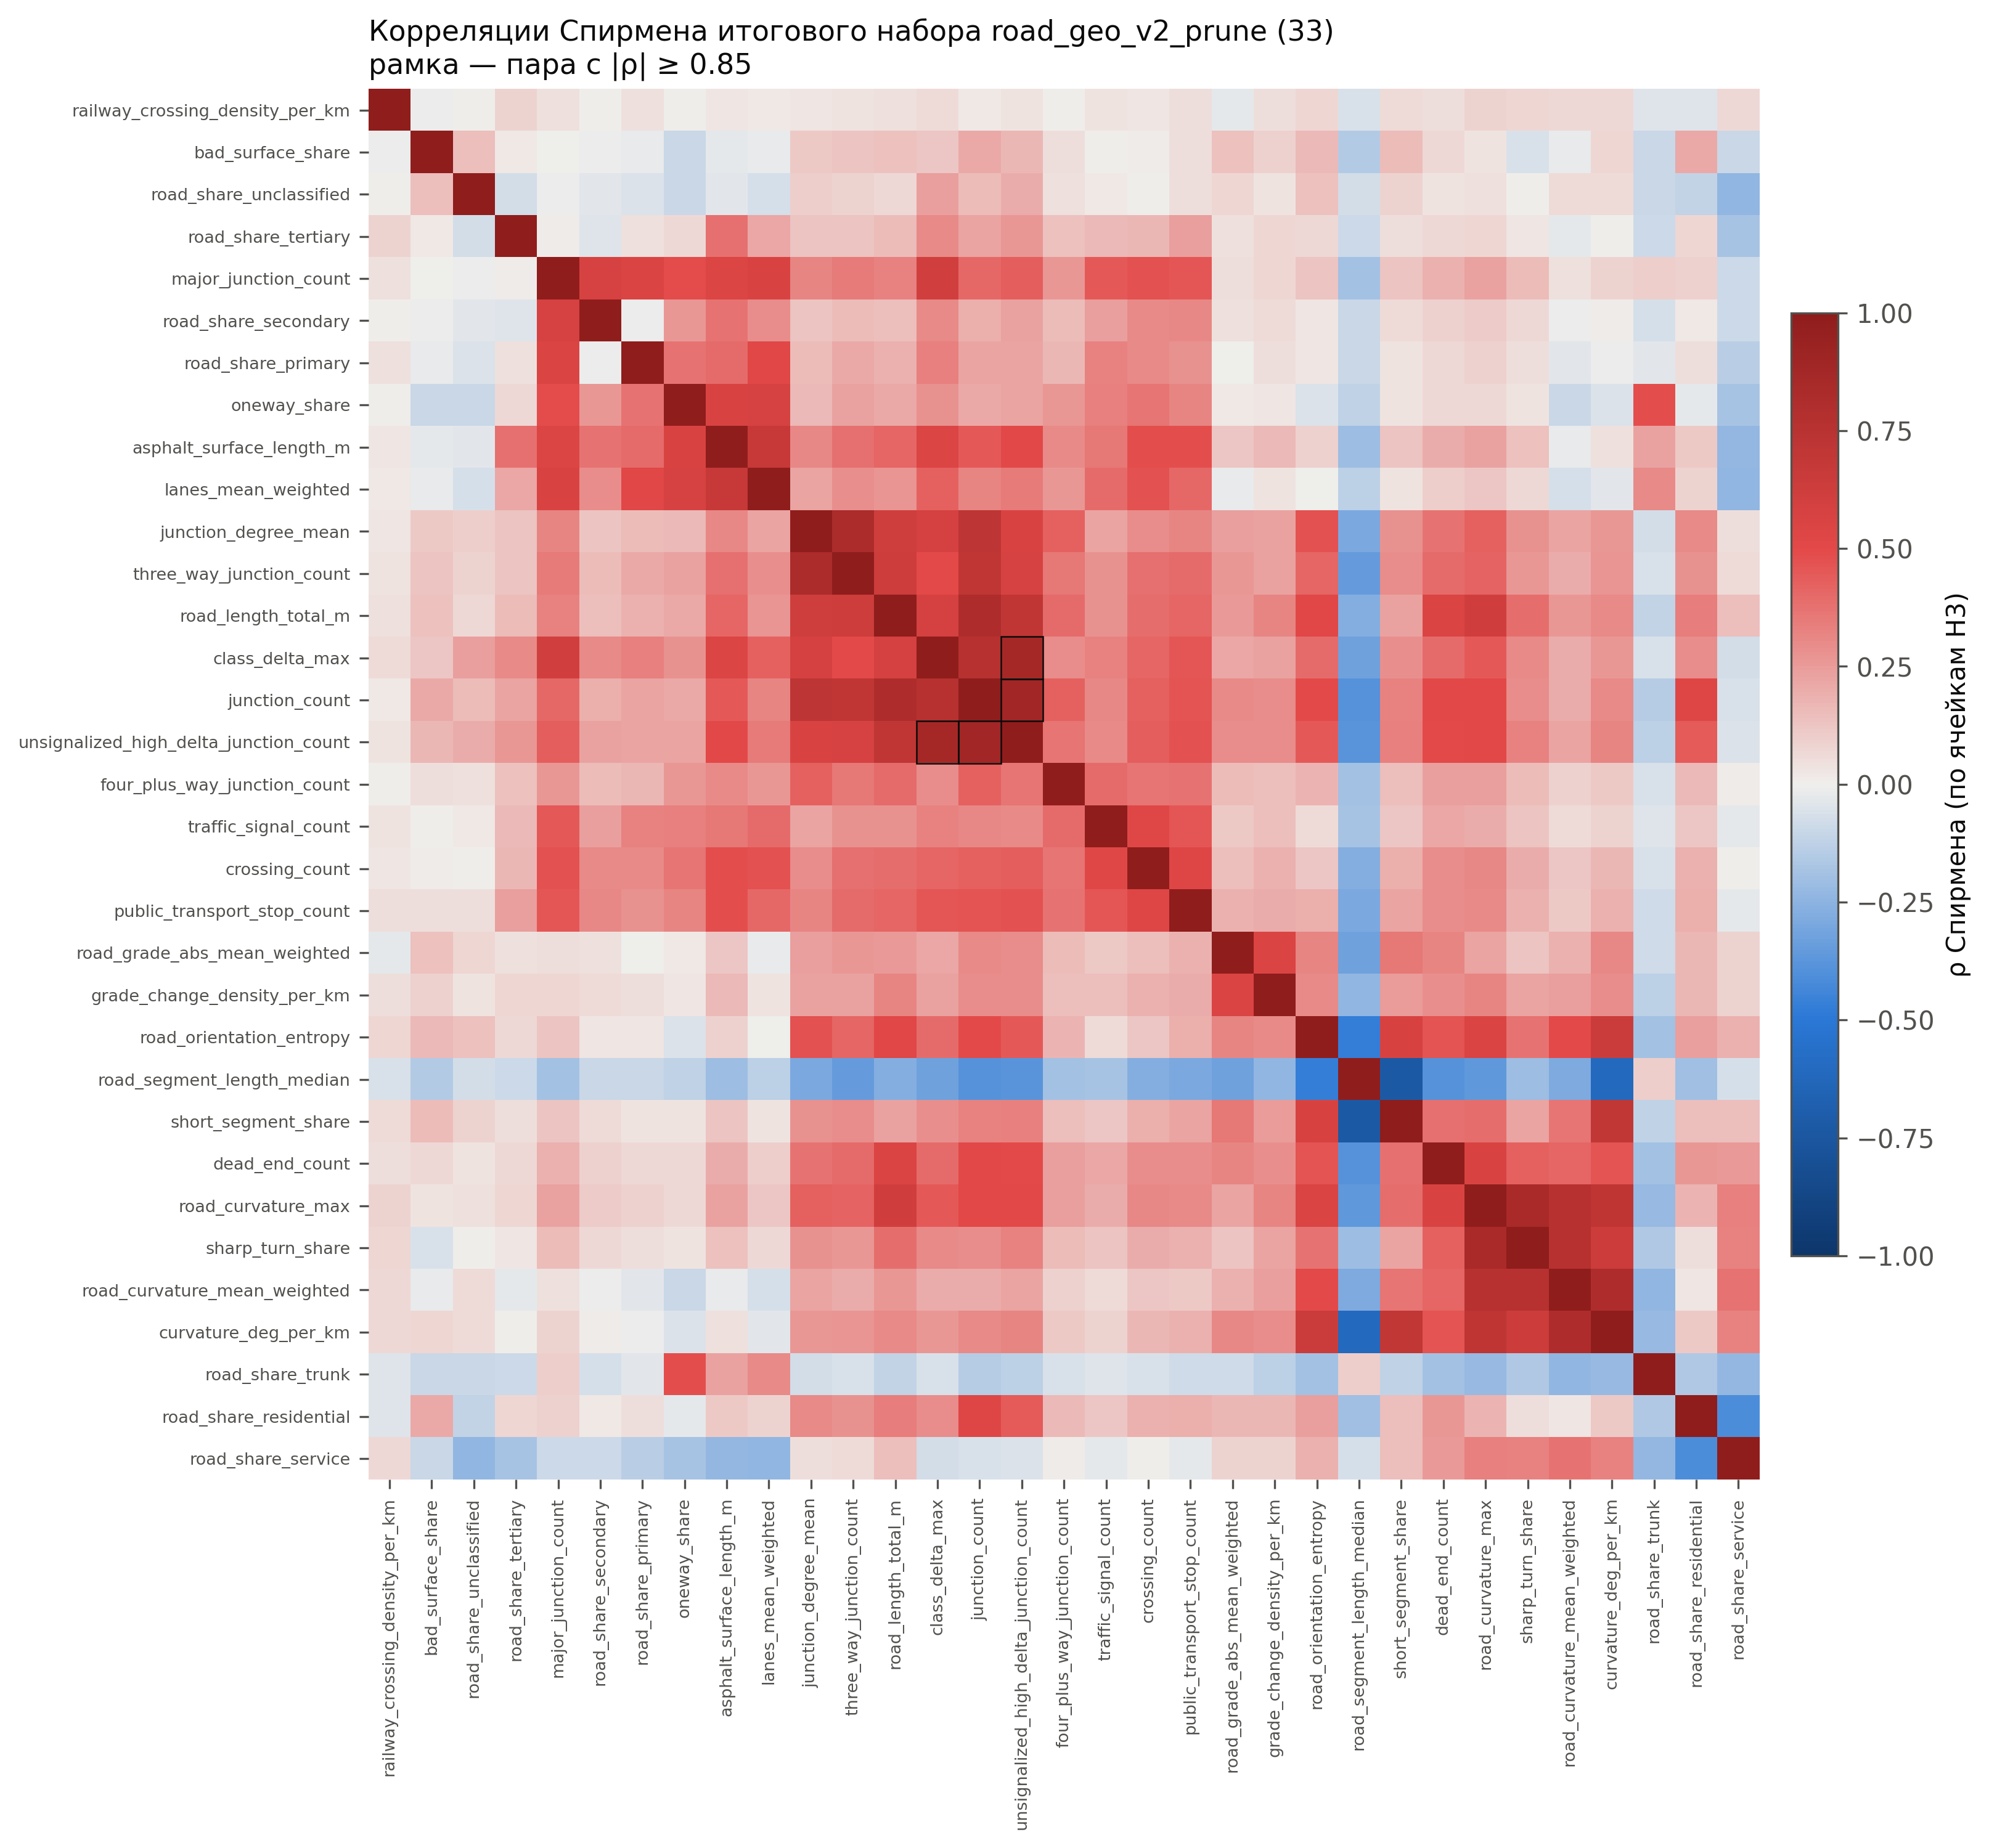 Корреляции Спирмена итогового набора road_geo_v2_prune (33)
рамка — пара с |ρ| ≥ 0.85
railway_crossing_density_per_km
bad_surface_share
road_share_unclassified
road_share_tertiary
major_junction_count
road_share_secondary
road_share_primary
oneway_share
asphalt_surface_length_m
lanes_mean_weighted
junction_degree_mean
three_way_junction_count
road_length_total_m
class_delta_max
junction_count
unsignalized_high_delta_junction_count
four_plus_way_junction_count
traffic_signal_count
crossing_count
public_transport_stop_count
road_grade_abs_mean_weighted
grade_change_density_per_km
road_orientation_entropy
road_segment_length_median
short_segment_share
dead_end_count
road_curvature_max
sharp_turn_share
road_curvature_mean_weighted
curvature_deg_per_km
road_share_trunk
road_share_residential
road_share_service
railway_crossing_density_per_km
bad_surface_share
road_share_unclassified
road_share_tertiary
major_junction_count
road_share_secondary
road_share_primary
oneway_share
asphalt_surface_length_m
lanes_mean_weighted
junction_degree_mean
three_way_junction_count
road_length_total_m
class_delta_max
junction_count
unsignalized_high_delta_junction_count
four_plus_way_junction_count
traffic_signal_count
crossing_count
public_transport_stop_count
road_grade_abs_mean_weighted
grade_change_density_per_km
road_orientation_entropy
road_segment_length_median
short_segment_share
dead_end_count
road_curvature_max
sharp_turn_share
road_curvature_mean_weighted
curvature_deg_per_km
road_share_trunk
road_share_residential
road_share_service
1.00
0.75
0.50
0.25
0.00
−0.25
−0.50
−0.75
−1.00
ρ Спирмена (по ячейкам H3)